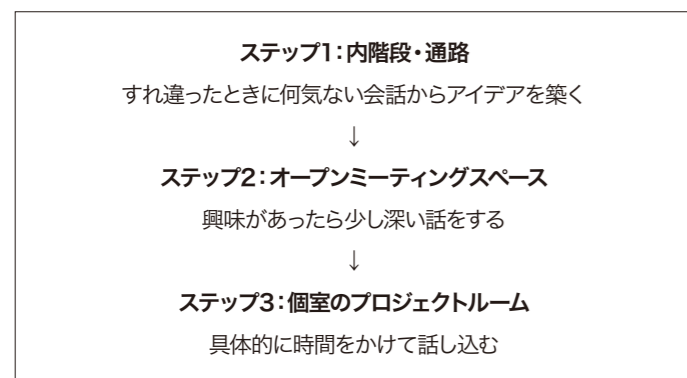 ステップ1：内階段・通路
すれ違ったときに何気ない会話からアイデアを築く
↓
ステップ2：オープンミーティングスペース
興味があったら少し深い話をする
↓
ステップ3：個室のプロジェクトルーム
具体的に時間をかけて話し込む